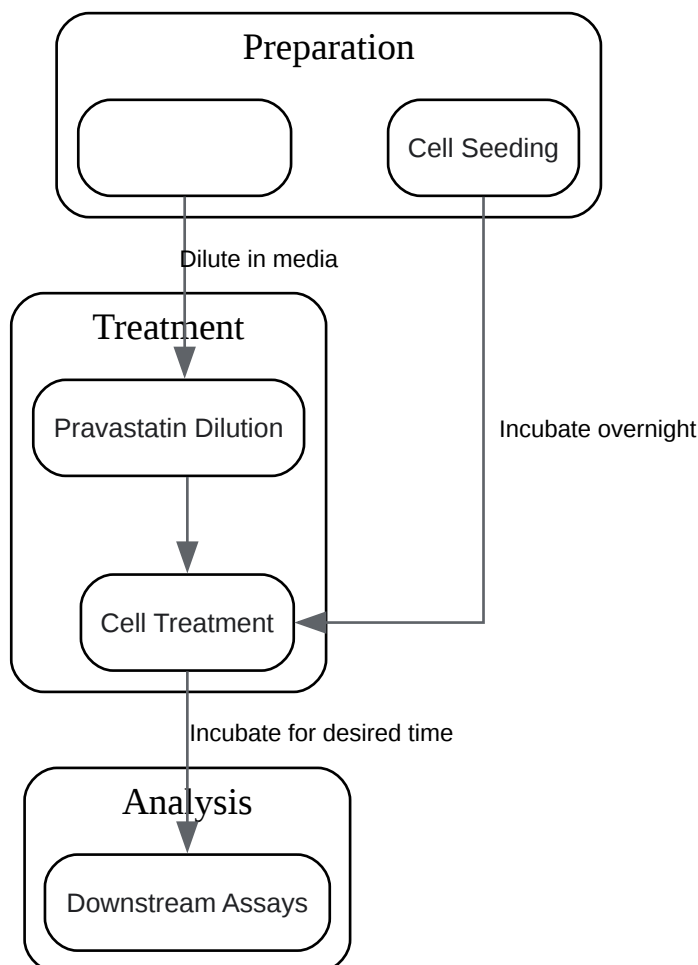 Preparation
Cell Seeding
Dilute in media
Treatment
Pravastatin Dilution
Incubate overnight
Cell Treatment
Incubate for desired time
Analysis
Downstream Assays